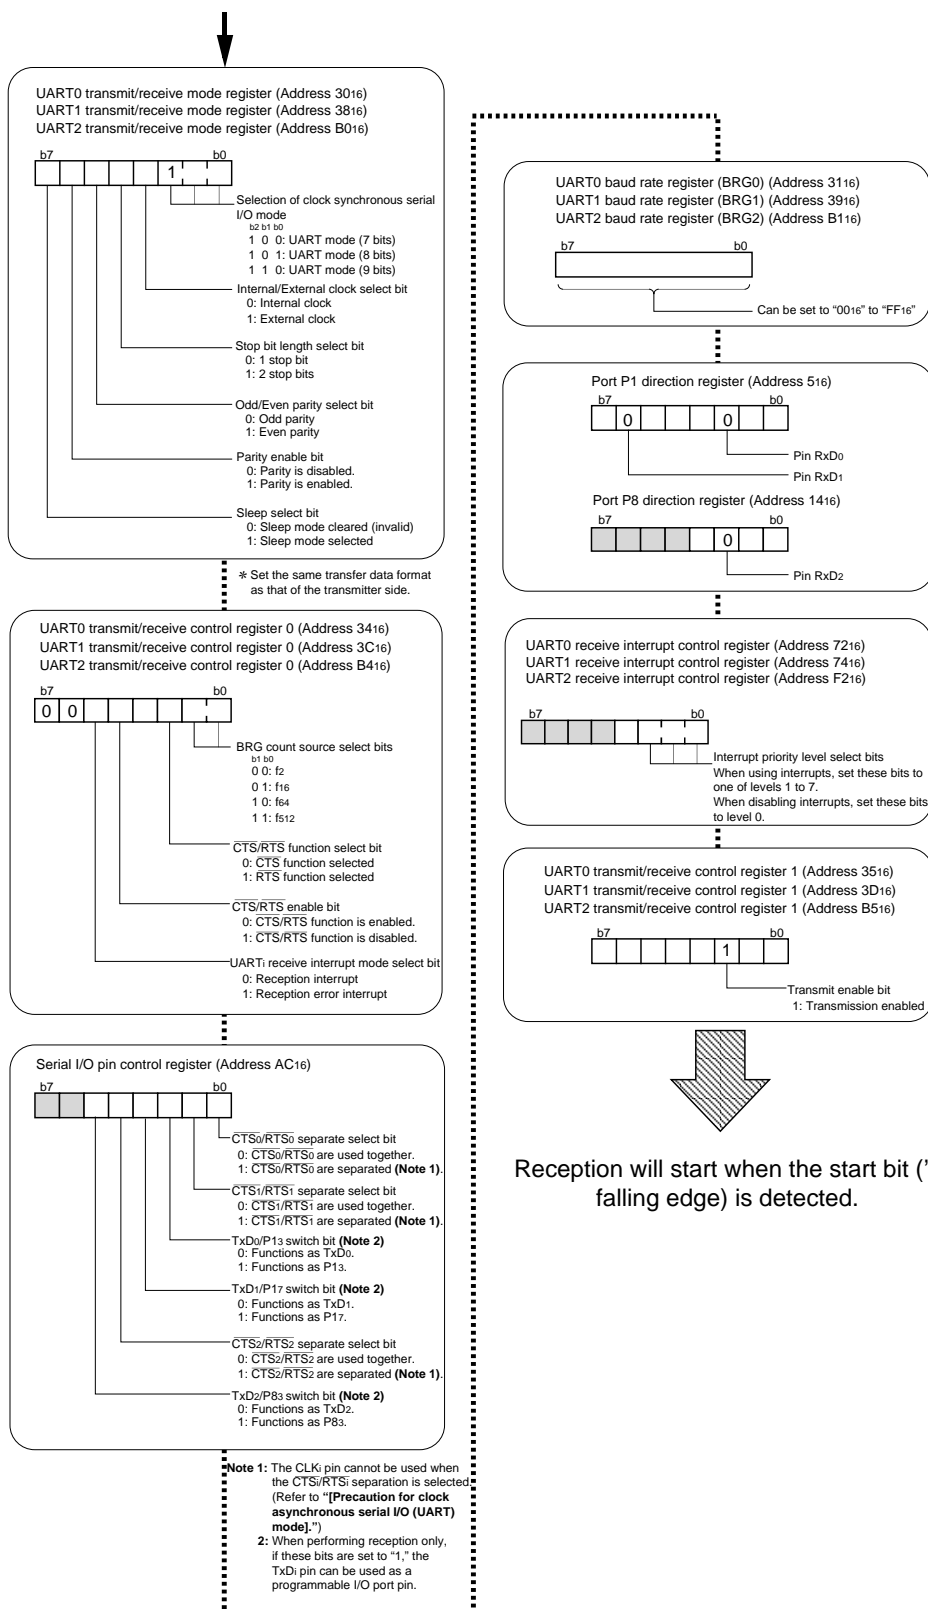 UART0 transmit/receive mode register (Address 3016)
UART1 transmit/receive mode register (Address 3816)
UART2 transmit/receive mode register (Address B016)
b7 b0
1
Selection of clock synchronous serial
I/O mode
b2 b1 b0
1 0 0: UART mode (7 bits)
1 0 1: UART mode (8 bits)
1 1 0: UART mode (9 bits)
Internal/External clock select bit
0: Internal clock
1: External clock
Stop bit length select bit
0: 1 stop bit
1: 2 stop bits
Odd/Even parity select bit
0: Odd parity
1: Even parity
Parity enable bit
0: Parity is disabled.
1: Parity is enabled.
Sleep select bit
0: Sleep mode cleared (invalid)
1: Sleep mode selected
* Set the same transfer data format
as that of the transmitter side.
UART0 transmit/receive control register 0 (Address 3416)
UART1 transmit/receive control register 0 (Address 3C16)
UART2 transmit/receive control register 0 (Address B416)
b7 b0
0 0
BRG count source select bits
b1 b0
0 0: f2
0 1: f16
1 0: f64
1 1: f512
CTS/RTS function select bit
0: CTS function selected
1: RTS function selected
CTS/RTS enable bit
0: CTS/RTS function is enabled.
1: CTS/RTS function is disabled.
UARTi receive interrupt mode select bit
0: Reception interrupt
1: Reception error interrupt
Serial I/O pin control register (Address AC16)
b7 b0
CTS0/RTS0 separate select bit
0: CTS0/RTS0 are used together.
1: CTS0/RTS0 are separated (Note 1).
CTS1/RTS1 separate select bit
0: CTS1/RTS1 are used together.
1: CTS1/RTS1 are separated (Note 1).
TxD0/P13 switch bit (Note 2)
0: Functions as TxD0.
1: Functions as P13.
TxD1/P17 switch bit (Note 2)
0: Functions as TxD1.
1: Functions as P17.
CTS2/RTS2 separate select bit
0: CTS2/RTS2 are used together.
1: CTS2/RTS2 are separated (Note 1).
TxD2/P83 switch bit (Note 2)
0: Functions as TxD2.
1: Functions as P83.
Note 1: The CLKi pin cannot be used when
the CTSi/RTSi separation is selected.
(Refer to “[Precaution for clock
asynchronous serial I/O (UART)
mode].”)
2: When performing reception only,
if these bits are set to “1,” the
TxDi pin can be used as a
programmable I/O port pin.
UART0 baud rate register (BRG0) (Address 3116)
UART1 baud rate register (BRG1) (Address 3916)
UART2 baud rate register (BRG2) (Address B116)
b7 b0
Can be set to “0016” to “FF16”
Port P1 direction register (Address 516)
b7 b0
0 0
Pin RxD0
Pin RxD1
Port P8 direction register (Address 1416)
b7 b0
0
Pin RxD2
UART0 receive interrupt control register (Address 7216)
UART1 receive interrupt control register (Address 7416)
UART2 receive interrupt control register (Address F216)
b7 b0
Interrupt priority level select bits
When using interrupts, set these bits to
one of levels 1 to 7.
When disabling interrupts, set these bits
to level 0.
UART0 transmit/receive control register 1 (Address 3516)
UART1 transmit/receive control register 1 (Address 3D16)
UART2 transmit/receive control register 1 (Address B516)
b7 b0
1
Transmit enable bit
1: Transmission enabled
Reception will start when the start bit (’
falling edge) is detected.